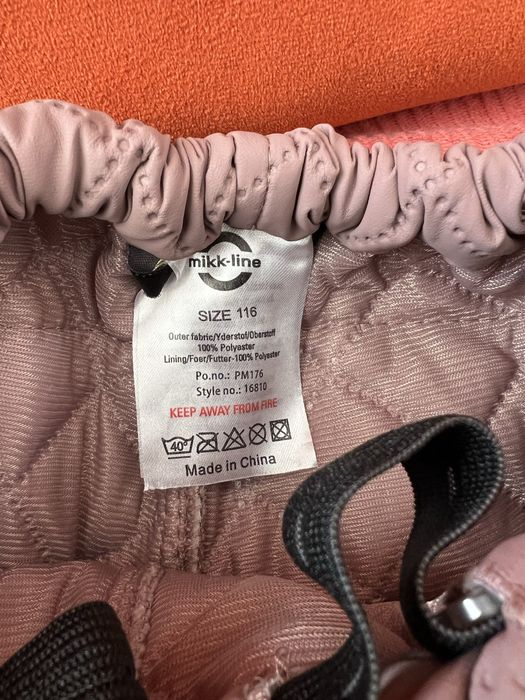 mikk-line
SIZE 116
Outer fabric/Yderstof/Oberstoff
100% Polyester
Lining/Foer/Futter-100% Polyester
Po.no.: PM176
Style no.: 16810
KEEP AWAY FROM FIRE
40°
Made in China